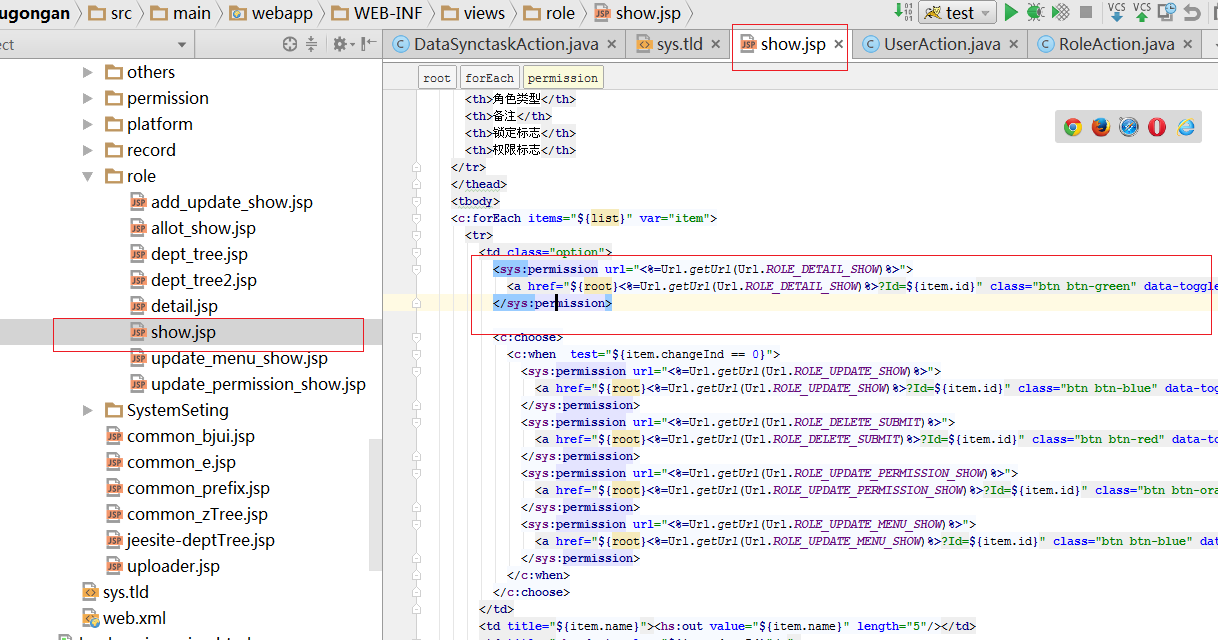 ugongan src main webapp WEB-INF views role show.jsp test VCS VCS
ect DataSynctaskAction.java sys.tld show.jsp UserAction.java RoleAction.java
others
permission
platform
record
role
add_update_show.jsp
allot_show.jsp
dept_tree.jsp
dept_tree2.jsp
detail.jsp
show.jsp
update_menu_show.jsp
update_permission_show.jsp
SystemSeting
common_bjui.jsp
common_e.jsp
common_prefix.jsp
common_zTree.jsp
jeesite-deptTree.jsp
uploader.jsp
sys.tld
web.xml
root forEach permission
<th>角色类型</th>
<th>备注</th>
<th>锁定标志</th>
<th>权限标志</th>
</tr>
</thead>
<tbody>
<c:forEach items="${list}" var="item">
<tr>
<td class="option">
<sys:permission url="<%=Url.getUrl(Url.ROLE_DETAIL_SHOW)%>">
<a href="${root}<%=Url.getUrl(Url.ROLE_DETAIL_SHOW)%>?Id=${item.id}" class="btn btn-green" data-toggle
</sys:permission>
<c:choose>
<c:when  test="${item.changeInd == 0}">
<sys:permission url="<%=Url.getUrl(Url.ROLE_UPDATE_SHOW)%>">
<a href="${root}<%=Url.getUrl(Url.ROLE_UPDATE_SHOW)%>?Id=${item.id}" class="btn btn-blue" data-tog
</sys:permission>
<sys:permission url="<%=Url.getUrl(Url.ROLE_DELETE_SUBMIT)%>">
<a href="${root}<%=Url.getUrl(Url.ROLE_DELETE_SUBMIT)%>?Id=${item.id}" class="btn btn-red" data-to
</sys:permission>
<sys:permission url="<%=Url.getUrl(Url.ROLE_UPDATE_PERMISSION_SHOW)%>">
<a href="${root}<%=Url.getUrl(Url.ROLE_UPDATE_PERMISSION_SHOW)%>?Id=${item.id}" class="btn btn-ora
</sys:permission>
<sys:permission url="<%=Url.getUrl(Url.ROLE_UPDATE_MENU_SHOW)%>">
<a href="${root}<%=Url.getUrl(Url.ROLE_UPDATE_MENU_SHOW)%>?Id=${item.id}" class="btn btn-blue" dat
</sys:permission>
</c:when>
</c:choose>
</td>
<td title="${item.name}"><hs:out value="${item.name}" length="5"/></td>